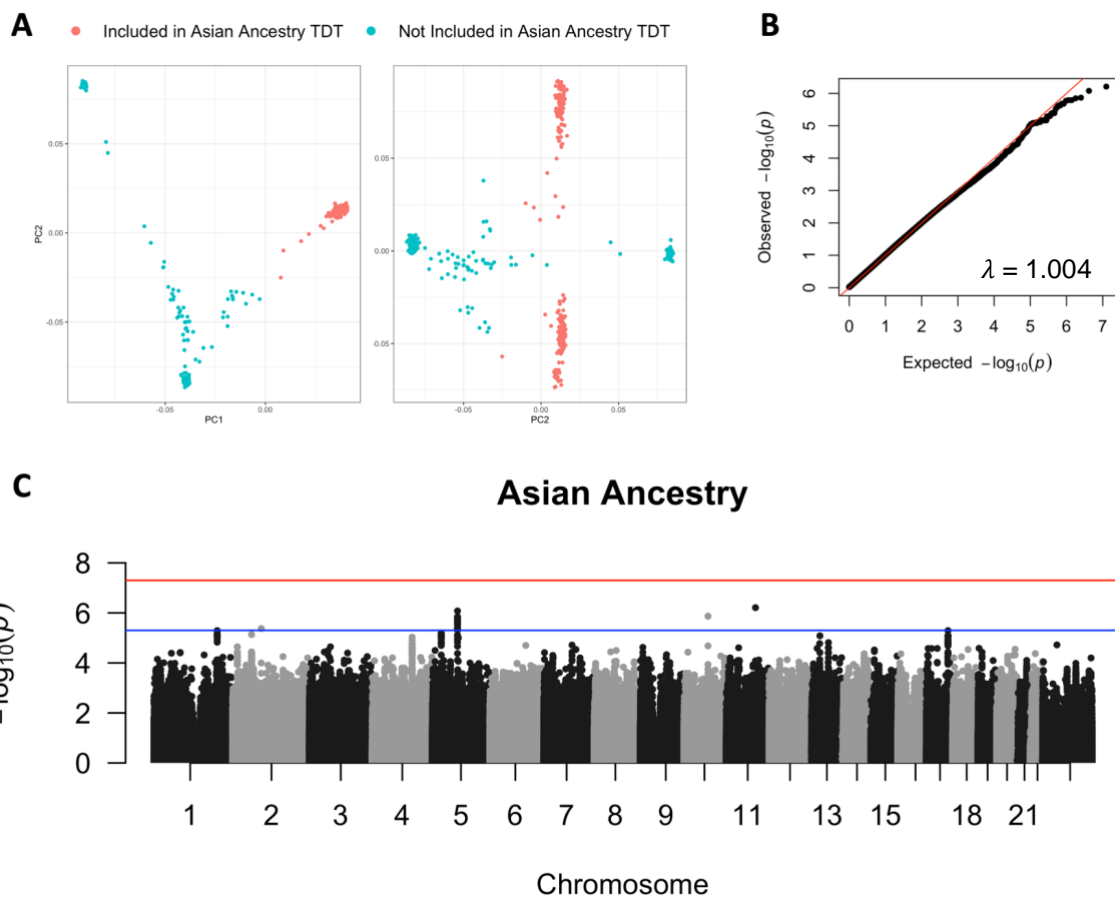 A
Included in Asian Ancestry TDT
Not Included in Asian Ancestry TDT
B
0.05
0.00
-0.05
PC2
-0.05
0.00
PC1
0.05
0.00
-0.05
-0.05
0.00
0.05
PC2
6
5
4
3
2
1
0
Observed −log10(p)
λ = 1.004
0 1 2 3 4 5 6 7
Expected −log10(p)
C
Asian Ancestry
8
6
4
2
0
−log10(p)
1 2 3 4 5 6 7 8 9 11 13 15 18 21
Chromosome